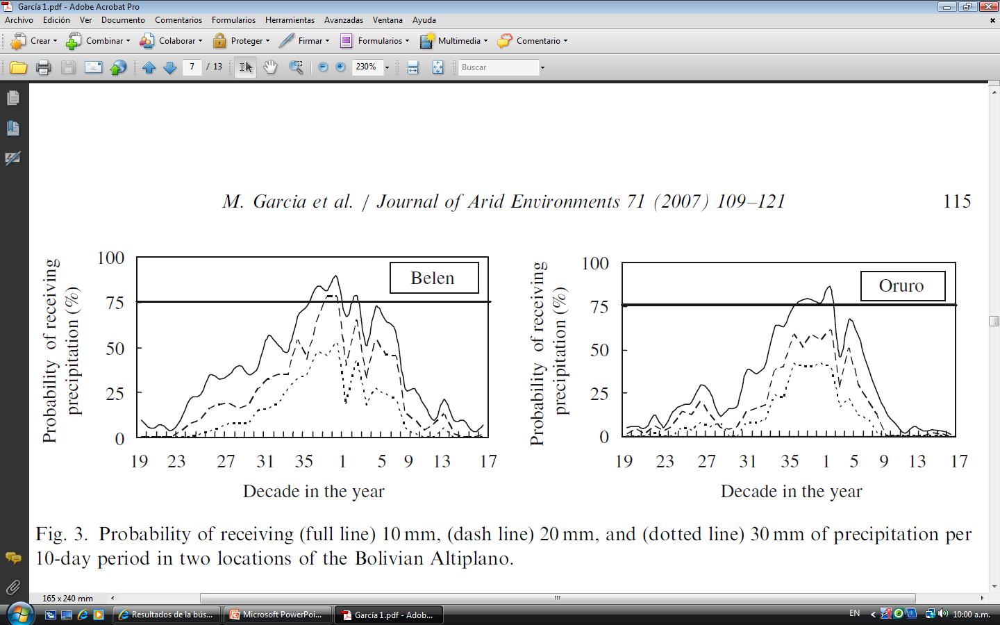 García 1.pdf - Adobe Acrobat Pro
Archivo Edición Ver Documento Comentarios Formularios Herramientas Avanzadas Ventana Ayuda
Crear Combinar Colaborar Proteger Firmar Formularios Multimedia Comentario
7 / 13 230% Buscar
M. Garcia et al. / Journal of Arid Environments 71 (2007) 109–121 115
Probability of receiving
precipitation (%)
100
75
50
25
0
Belen
19 23 27 31 35 1 5 9 13 17
Decade in the year
Probability of receiving
precipitation (%)
100
75
50
25
0
Oruro
19 23 27 31 35 1 5 9 13 17
Decade in the year
Fig. 3. Probability of receiving (full line) 10 mm, (dash line) 20 mm, and (dotted line) 30 mm of precipitation per
10-day period in two locations of the Bolivian Altiplano.
165 x 240 mm
Resultados de la bús... Microsoft PowerPoi... García 1.pdf - Adob... EN 10:00 a.m.